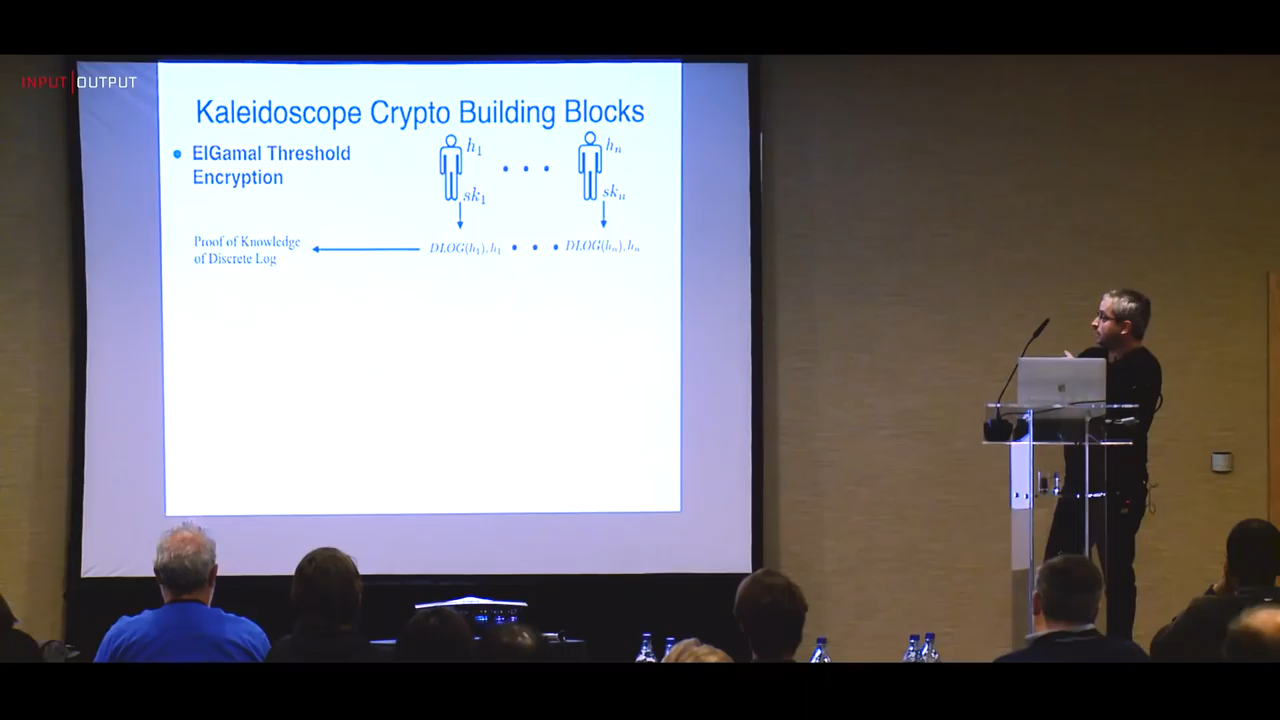 INPUT|OUTPUT
Kaleidoscope Crypto Building Blocks
• ElGamal Threshold
Encryption
h₁ • • • hₙ
sk₁ skₙ
Proof of Knowledge
of Discrete Log
DLOG(h₁), h₁ • • • DLOG(hₙ), hₙ